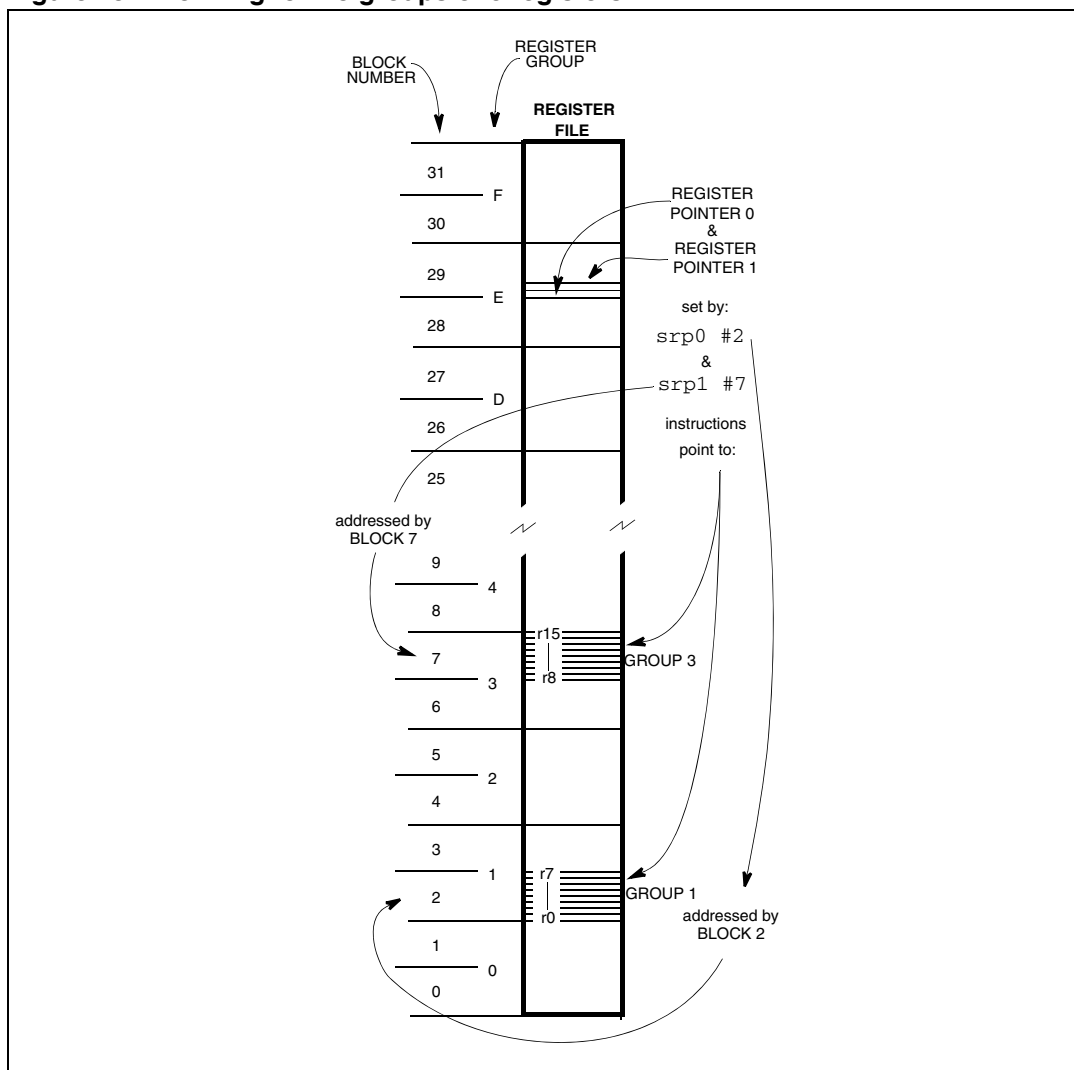 BLOCK
NUMBER
REGISTER
GROUP
REGISTER
FILE
31
F
30
REGISTER
POINTER 0
&
REGISTER
POINTER 1
29
E
28
set by:
srp0 #2
&
srp1 #7
27
D
26
instructions
point to:
25
addressed by
BLOCK 7
9
4
8
r15
7
GROUP 3
r8
3
6
5
2
4
3
r7
1
2
GROUP 1
r0
addressed by
BLOCK 2
1
0
0